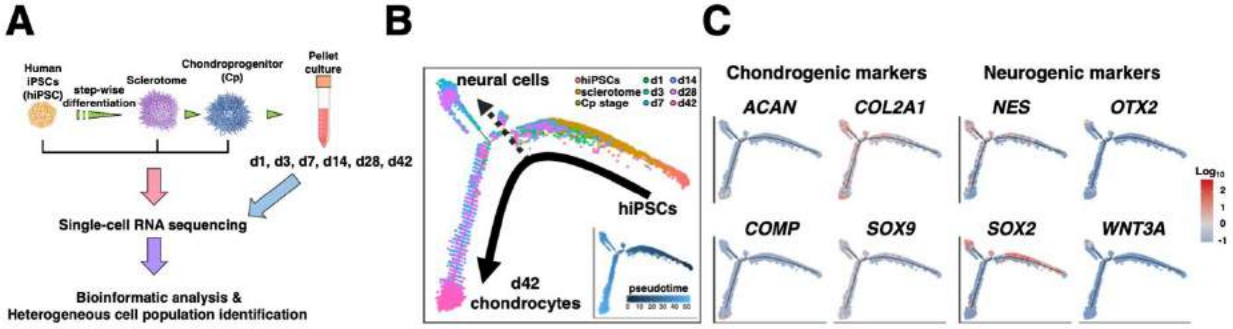 A
Human
iPSCs
(hiPSC)
step-wise
differentiation
Sclerotome
Chondroprogenitor
(Cp)
Pellet
culture
d1, d3, d7, d14, d28, d42
Single-cell RNA sequencing
Bioinformatic analysis &
Heterogeneous cell population identification
B
neural cells
hiPSCs d1 d14
sclerotome d3 d28
Cp stage d7 d42
hiPSCs
d42
chondrocytes
pseudotime
0 10 20 30 40 50
C
Chondrogenic markers
Neurogenic markers
ACAN COL2A1 NES OTX2
COMP SOX9 SOX2 WNT3A
Log10
2
1
0
-1